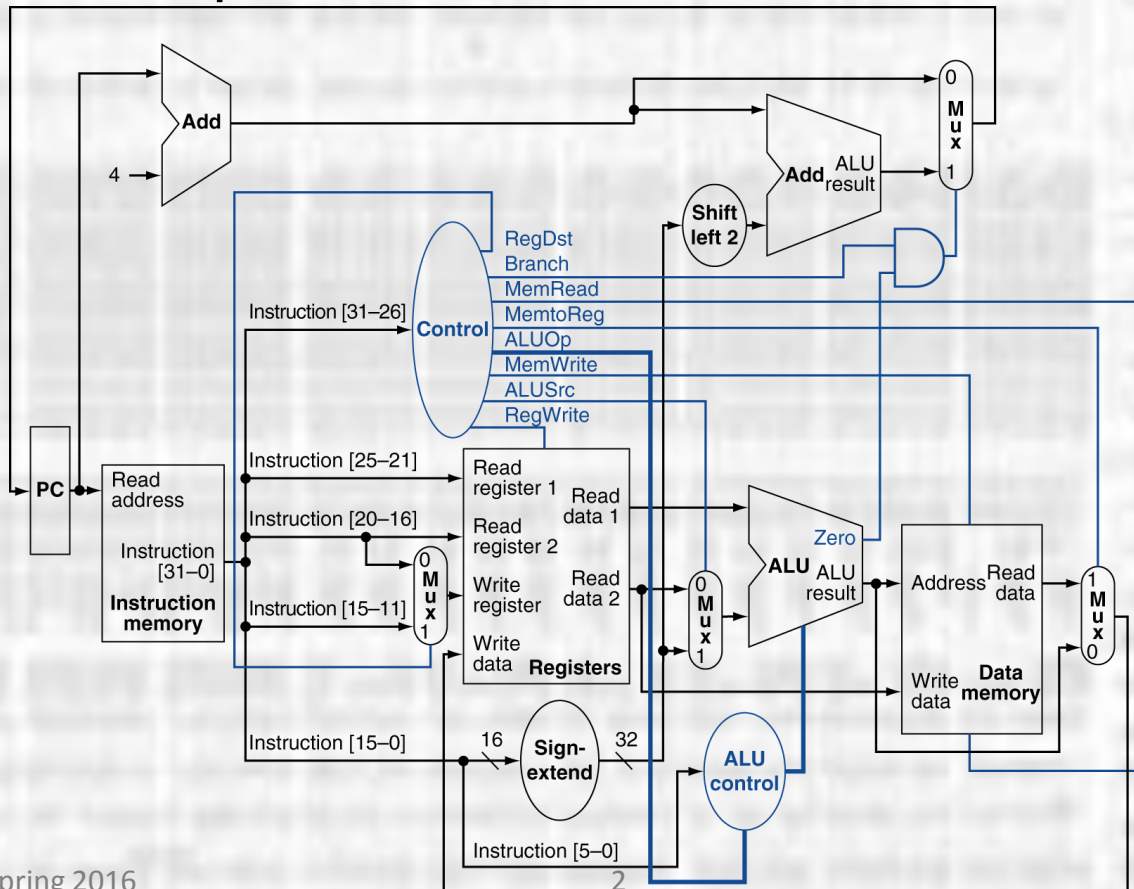 Add
4
Add
ALU
result
0
Mux
1
Shift
left 2
RegDst
Branch
MemRead
MemtoReg
ALUOp
MemWrite
ALUSrc
RegWrite
Control
Instruction [31–26]
Instruction [25–21]
Instruction [20–16]
Instruction [15–11]
Instruction [15–0]
Instruction [5–0]
PC
Read
address
Instruction
[31–0]
Instruction
memory
0
Mux
1
Read
register 1
Read
register 2
Write
register
Write
data
Read
data 1
Read
data 2
Registers
0
Mux
1
Zero
ALU
ALU
result
Address
Read
data
Write
data
Data
memory
1
Mux
0
16
Sign-
extend
32
ALU
control
pring 2016
2